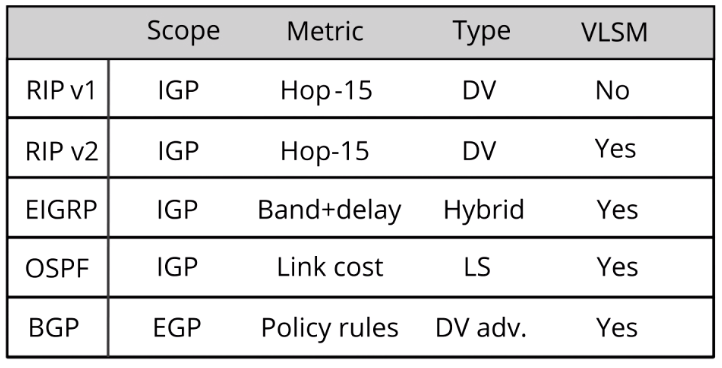 Scope Metric Type VLSM
RIP v1 IGP Hop-15 DV No
RIP v2 IGP Hop-15 DV Yes
EIGRP IGP Band+delay Hybrid Yes
OSPF IGP Link cost LS Yes
BGP EGP Policy rules DV adv. Yes